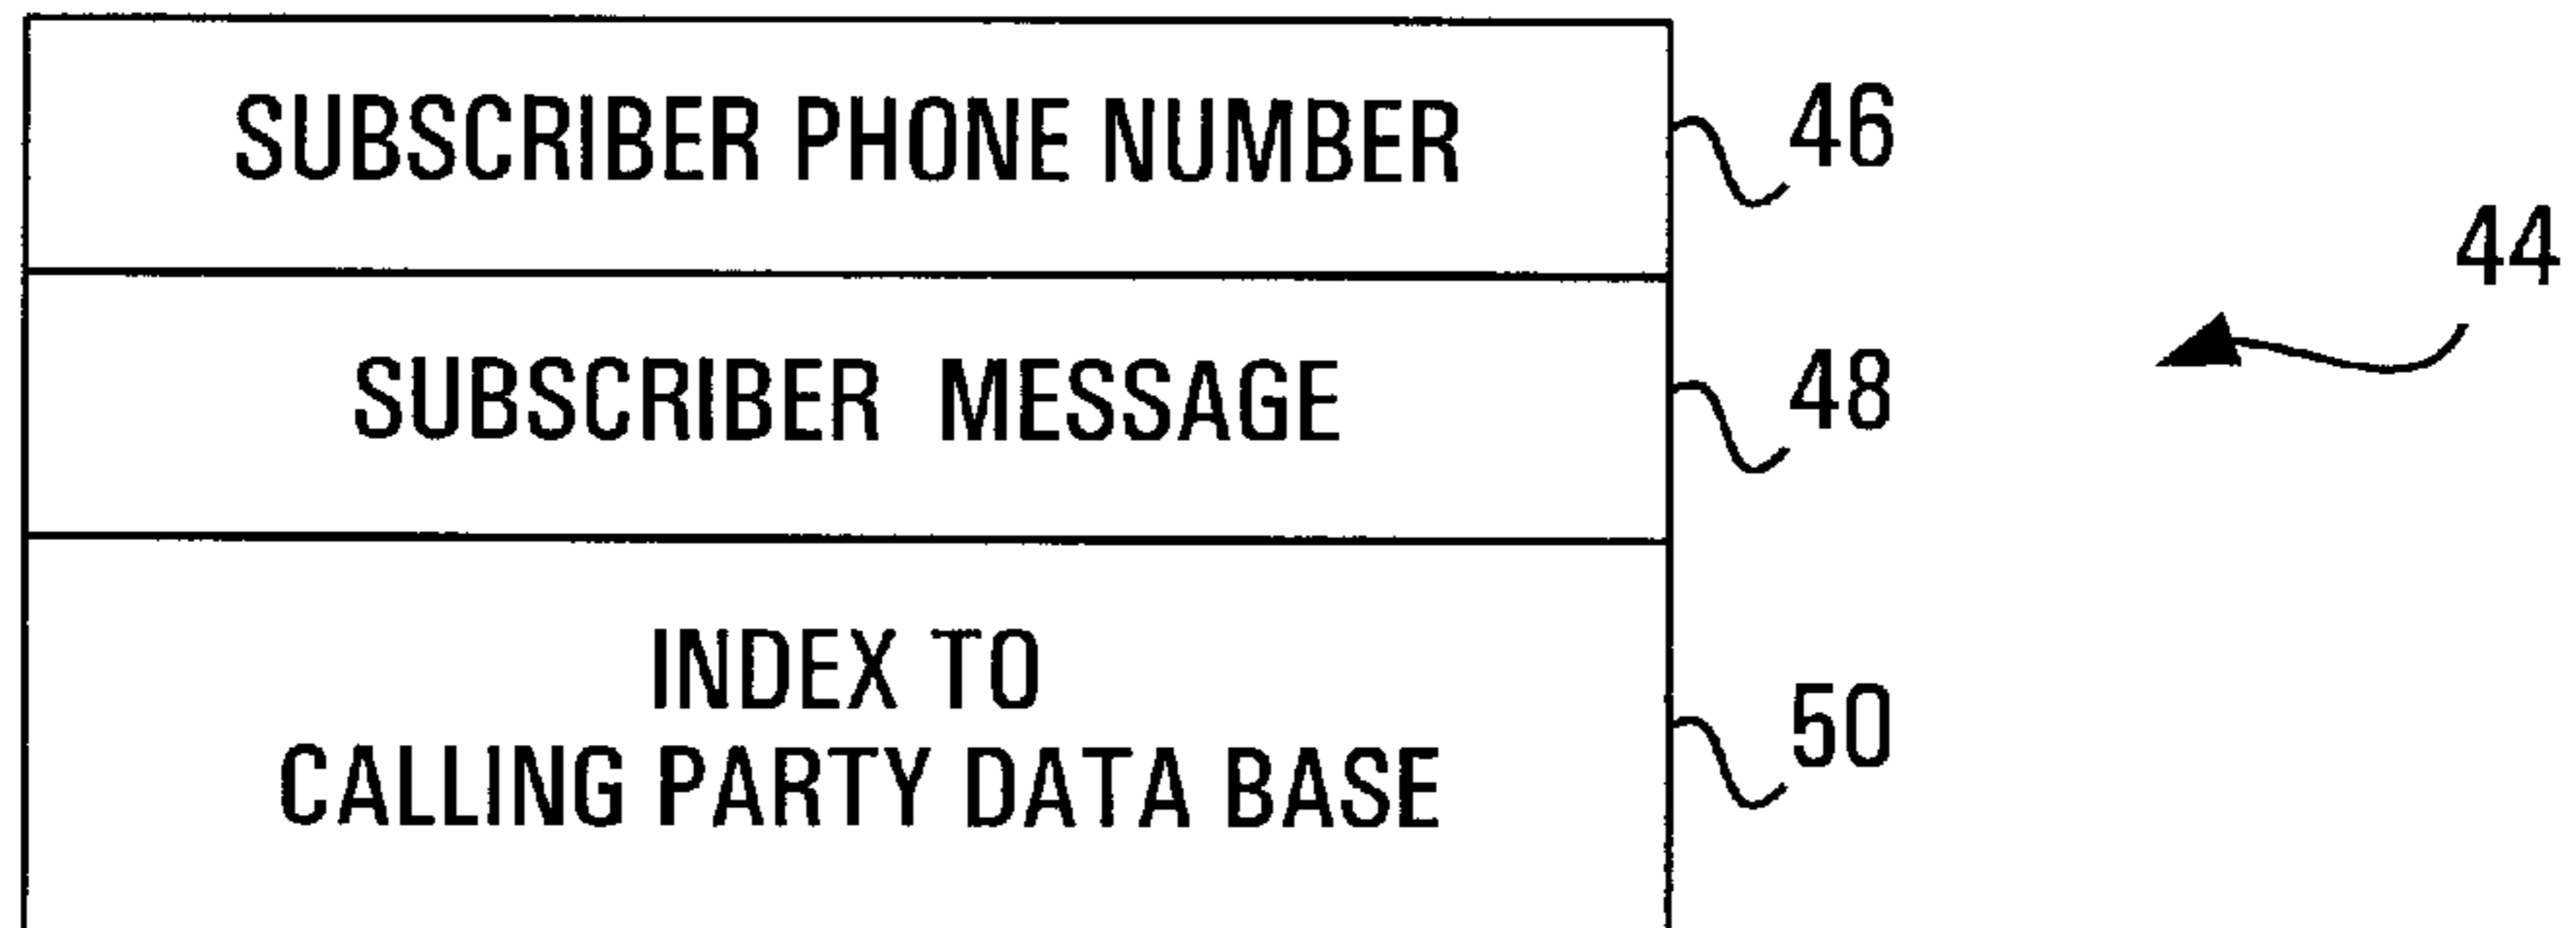 SUBSCRIBER PHONE NUMBER 46
44
SUBSCRIBER MESSAGE 48
INDEX TO
CALLING PARTY DATA BASE 50